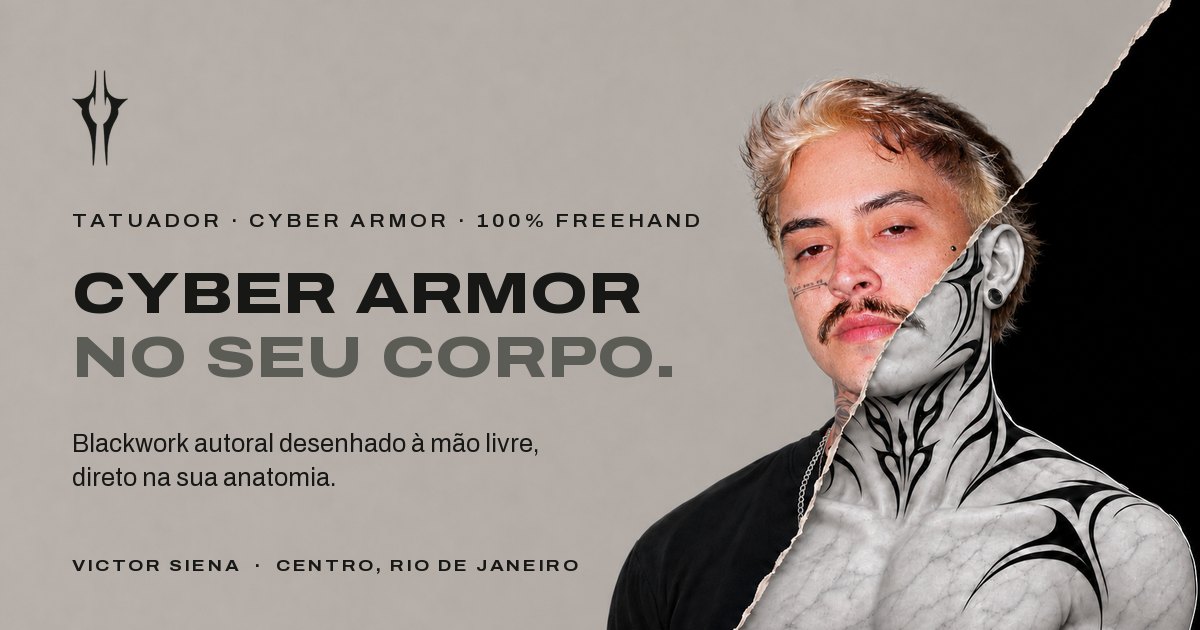 TATUADOR · CYBER ARMOR · 100% FREEHAND
CYBER ARMOR
NO SEU CORPO.
Blackwork autoral desenhado à mão livre,
direto na sua anatomia.
VICTOR SIENA · CENTRO, RIO DE JANEIRO